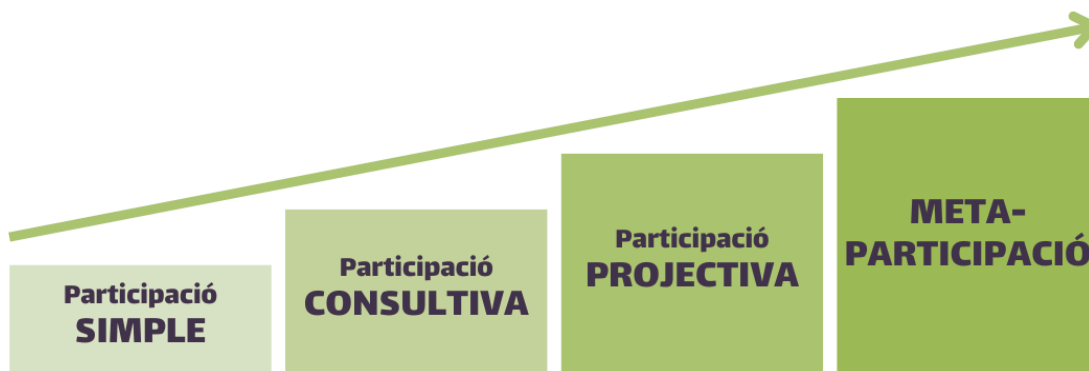 Participació
SIMPLE
Participació
CONSULTIVA
Participació
PROJECTIVA
META-
PARTICIPACIÓ